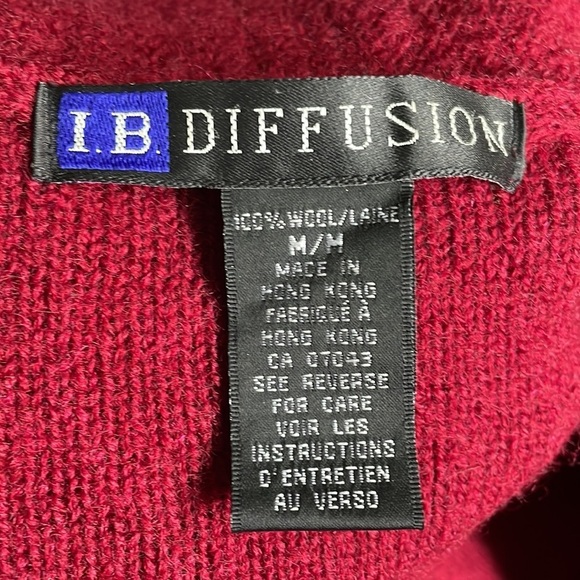 I.B. DIFFUSION
100% WOOL/LAINE
M/M
MADE IN
HONG KONG
FABRIQUÉ À
HONG KONG
CA 07043
SEE REVERSE
FOR CARE
VOIR LES
INSTRUCTIONS
D'ENTRETIEN
AU VERSO